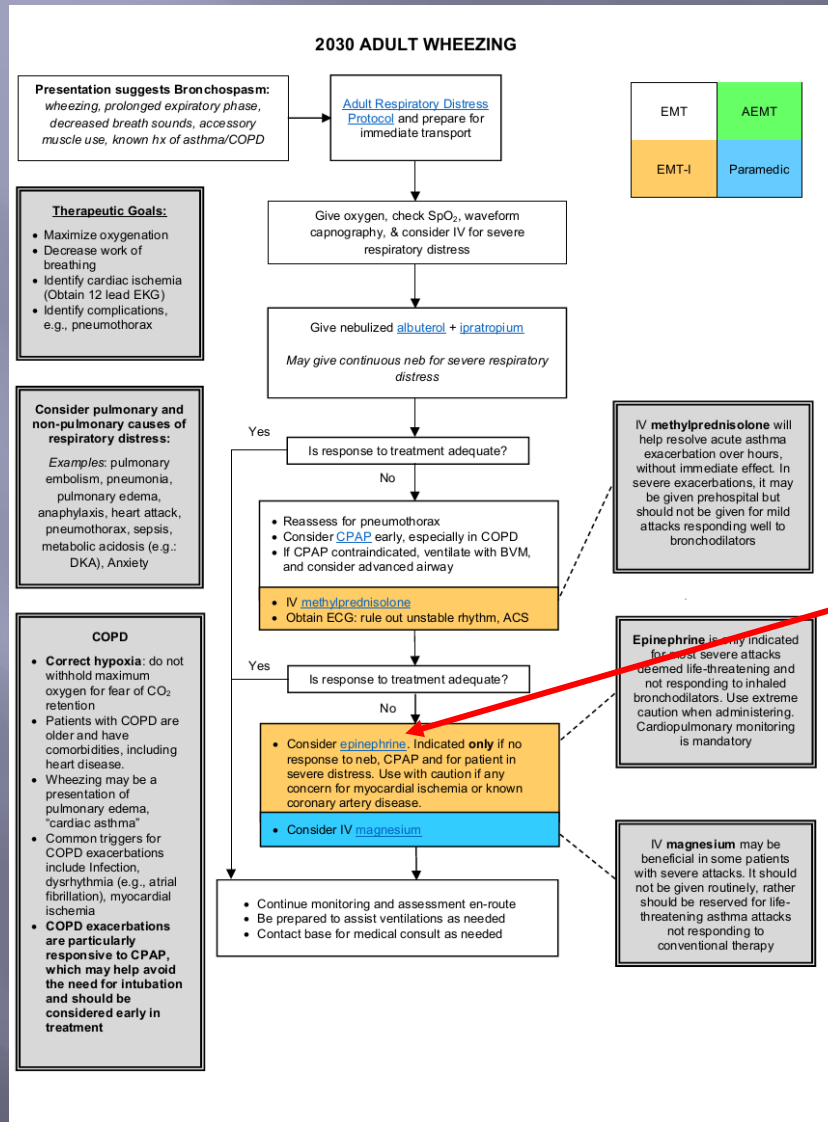 2030 ADULT WHEEZING
Presentation suggests Bronchospasm:
wheezing, prolonged expiratory phase,
decreased breath sounds, accessory
muscle use, known hx of asthma/COPD
Adult Respiratory Distress
Protocol and prepare for
immediate transport
EMT
AEMT
EMT-I
Paramedic
Therapeutic Goals:
• Maximize oxygenation
• Decrease work of
breathing
• Identify cardiac ischemia
(Obtain 12 lead EKG)
• Identify complications,
e.g., pneumothorax
Give oxygen, check SpO₂, waveform
capnography, & consider IV for severe
respiratory distress
Give nebulized albuterol + ipratropium
May give continuous neb for severe respiratory
distress
Consider pulmonary and
non-pulmonary causes of
respiratory distress:
Examples: pulmonary
embolism, pneumonia,
pulmonary edema,
anaphylaxis, heart attack,
pneumothorax, sepsis,
metabolic acidosis (e.g.:
DKA), Anxiety
Yes
Is response to treatment adequate?
No
• Reassess for pneumothorax
• Consider CPAP early, especially in COPD
• If CPAP contraindicated, ventilate with BVM,
and consider advanced airway
• IV methylprednisolone
• Obtain ECG: rule out unstable rhythm, ACS
IV methylprednisolone will
help resolve acute asthma
exacerbation over hours,
without immediate effect. In
severe exacerbations, it may
be given prehospital but
should not be given for mild
attacks responding well to
bronchodilators
COPD
• Correct hypoxia: do not
withhold maximum
oxygen for fear of CO₂
retention
• Patients with COPD are
older and have
comorbidities, including
heart disease.
• Wheezing may be a
presentation of
pulmonary edema,
“cardiac asthma”
• Common triggers for
COPD exacerbations
include Infection,
dysrhythmia (e.g., atrial
fibrillation), myocardial
ischemia
• COPD exacerbations
are particularly
responsive to CPAP,
which may help avoid
the need for intubation
and should be
considered early in
treatment
Yes
Is response to treatment adequate?
No
• Consider epinephrine. Indicated only if no
response to neb, CPAP and for patient in
severe distress. Use with caution if any
concern for myocardial ischemia or known
coronary artery disease.
• Consider IV magnesium
Epinephrine is only indicated
for most severe attacks
deemed life-threatening and
not responding to inhaled
bronchodilators. Use extreme
caution when administering.
Cardiopulmonary monitoring
is mandatory
• Continue monitoring and assessment en-route
• Be prepared to assist ventilations as needed
• Contact base for medical consult as needed
IV magnesium may be
beneficial in some patients
with severe attacks. It should
not be given routinely, rather
should be reserved for life-
threatening asthma attacks
not responding to
conventional therapy